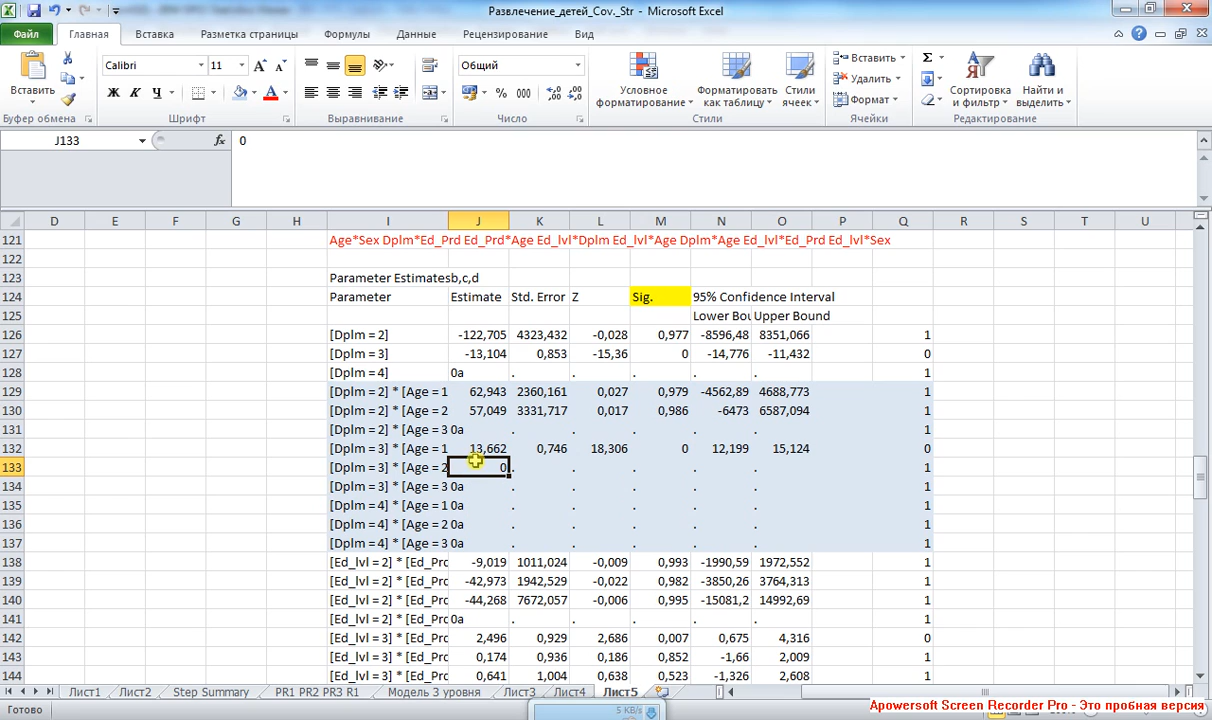 Развлечение_детей_Cov._Str - Microsoft Excel
Файл Главная Вставка Разметка страницы Формулы Данные Рецензирование Вид
Calibri 11 Общий
Вставить Ж К Ч % 000 Условное форматирование Форматировать как таблицу Стили ячеек Вставить Удалить Формат Сортировка и фильтр Найти и выделить
Буфер обмена Шрифт Выравнивание Число Стили Ячейки Редактирование
J133 fx 0
D E F G H I J K L M N O P Q R S T U
121 Age*Sex Dplm*Ed_Prd Ed_Prd*Age Ed_lvl*Dplm Ed_lvl*Age Dplm*Age Ed_lvl*Ed_Prd Ed_lvl*Sex
122
123 Parameter Estimatesb,c,d
124 Parameter Estimate Std. Error Z Sig. 95% Confidence Interval
125 Lower Bou Upper Bound
126 [Dplm = 2] -122,705 4323,432 -0,028 0,977 -8596,48 8351,066 1
127 [Dplm = 3] -13,104 0,853 -15,36 0 -14,776 -11,432 0
128 [Dplm = 4] 0a . . . . . 1
129 [Dplm = 2] * [Age = 1 62,943 2360,161 0,027 0,979 -4562,89 4688,773 1
130 [Dplm = 2] * [Age = 2 57,049 3331,717 0,017 0,986 -6473 6587,094 1
131 [Dplm = 2] * [Age = 3 0a . . . . . 1
132 [Dplm = 3] * [Age = 1 13,662 0,746 18,306 0 12,199 15,124 0
133 [Dplm = 3] * [Age = 2 0 . . . . . 1
134 [Dplm = 3] * [Age = 3 0a . . . . . 1
135 [Dplm = 4] * [Age = 1 0a . . . . . 1
136 [Dplm = 4] * [Age = 2 0a . . . . . 1
137 [Dplm = 4] * [Age = 3 0a . . . . . 1
138 [Ed_lvl = 2] * [Ed_Prd -9,019 1011,024 -0,009 0,993 -1990,59 1972,552 1
139 [Ed_lvl = 2] * [Ed_Prd -42,973 1942,529 -0,022 0,982 -3850,26 3764,313 1
140 [Ed_lvl = 2] * [Ed_Prd -44,268 7672,057 -0,006 0,995 -15081,2 14992,69 1
141 [Ed_lvl = 2] * [Ed_Prd 0a . . . . . 1
142 [Ed_lvl = 3] * [Ed_Prd 2,496 0,929 2,686 0,007 0,675 4,316 0
143 [Ed_lvl = 3] * [Ed_Prd 0,174 0,936 0,186 0,852 -1,66 2,009 1
144 [Ed_lvl = 3] * [Ed_Prd 0,641 1,004 0,638 0,523 -1,326 2,608 1
Лист1 Лист2 Step Summary PR1 PR2 PR3 R1 Модель 3 уровня Лист3 Лист4 Лист5
Готово 5 KB/s
Apowersoft Screen Recorder Pro - Это пробная версия